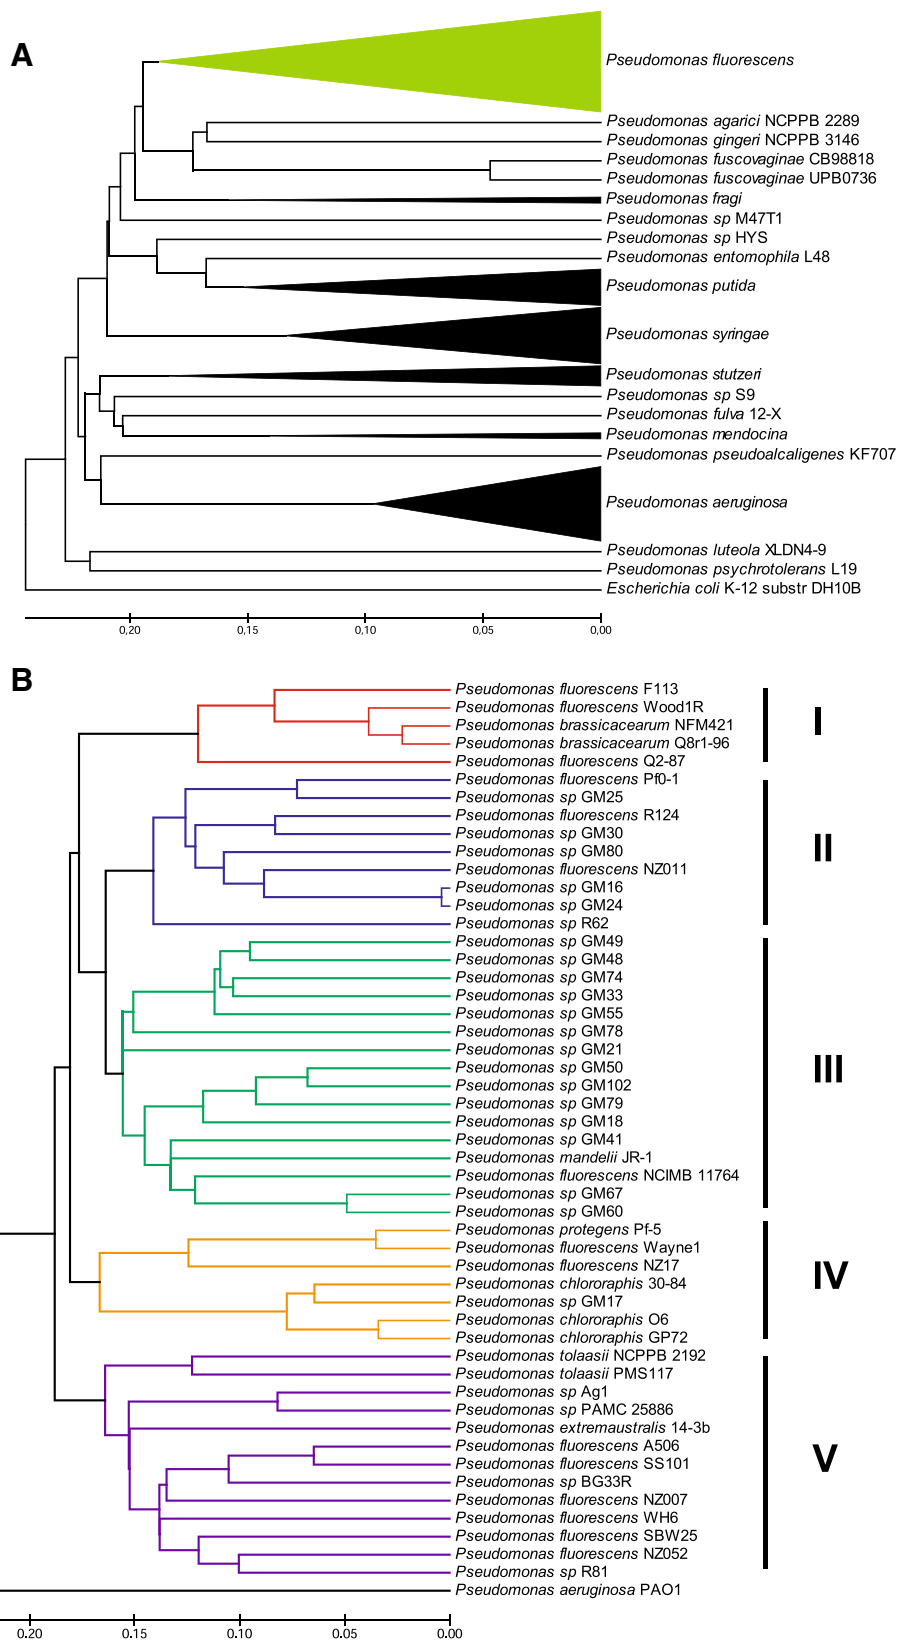 A
Pseudomonas fluorescens
Pseudomonas agarici NCPPB 2289
Pseudomonas gingeri NCPPB 3146
Pseudomonas fuscovaginae CB98818
Pseudomonas fuscovaginae UPB0736
Pseudomonas fragi
Pseudomonas sp M47T1
Pseudomonas sp HYS
Pseudomonas entomophila L48
Pseudomonas putida
Pseudomonas syringae
Pseudomonas stutzeri
Pseudomonas sp S9
Pseudomonas fulva 12-X
Pseudomonas mendocina
Pseudomonas pseudoalcaligenes KF707
Pseudomonas aeruginosa
Pseudomonas luteola XLDN4-9
Pseudomonas psychrotolerans L19
Escherichia coli K-12 substr DH10B
0,20 0,15 0,10 0,05 0,00
B
Pseudomonas fluorescens F113
Pseudomonas fluorescens Wood1R
Pseudomonas brassicacearum NFM421
Pseudomonas brassicacearum Q8r1-96
Pseudomonas fluorescens Q2-87
I
Pseudomonas fluorescens Pf0-1
Pseudomonas sp GM25
Pseudomonas fluorescens R124
Pseudomonas sp GM30
Pseudomonas sp GM80
Pseudomonas fluorescens NZ011
Pseudomonas sp GM16
Pseudomonas sp GM24
Pseudomonas sp R62
II
Pseudomonas sp GM49
Pseudomonas sp GM48
Pseudomonas sp GM74
Pseudomonas sp GM33
Pseudomonas sp GM55
Pseudomonas sp GM78
Pseudomonas sp GM21
Pseudomonas sp GM50
Pseudomonas sp GM102
Pseudomonas sp GM79
Pseudomonas sp GM18
Pseudomonas sp GM41
Pseudomonas mandelii JR-1
Pseudomonas fluorescens NCIMB 11764
Pseudomonas sp GM67
Pseudomonas sp GM60
III
Pseudomonas protegens Pf-5
Pseudomonas fluorescens Wayne1
Pseudomonas fluorescens NZ17
Pseudomonas chlororaphis 30-84
Pseudomonas sp GM17
Pseudomonas chlororaphis O6
Pseudomonas chlororaphis GP72
IV
Pseudomonas tolaasii NCPPB 2192
Pseudomonas tolaasii PMS117
Pseudomonas sp Ag1
Pseudomonas sp PAMC 25886
Pseudomonas extremaustralis 14-3b
Pseudomonas fluorescens A506
Pseudomonas fluorescens SS101
Pseudomonas sp BG33R
Pseudomonas fluorescens NZ007
Pseudomonas fluorescens WH6
Pseudomonas fluorescens SBW25
Pseudomonas fluorescens NZ052
Pseudomonas sp R81
V
Pseudomonas aeruginosa PAO1
0.20 0.15 0.10 0.05 0.00